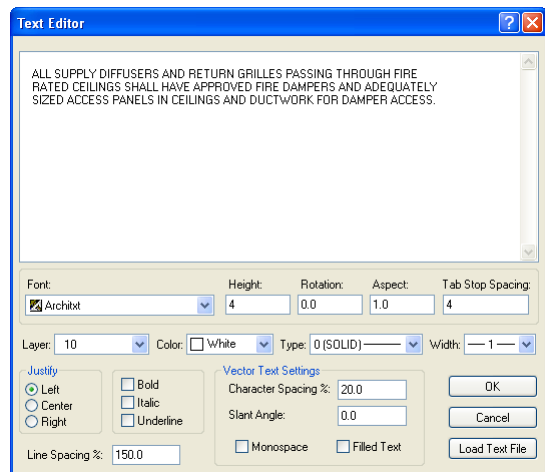 Text Editor
ALL SUPPLY DIFFUSERS AND RETURN GRILLES PASSING THROUGH FIRE
RATED CEILINGS SHALL HAVE APPROVED FIRE DAMPERS AND ADEQUATELY
SIZED ACCESS PANELS IN CEILINGS AND DUCTWORK FOR DAMPER ACCESS.
Font: Height: Rotation: Aspect: Tab Stop Spacing:
Architxt 4 0.0 1.0 4
Layer: 10 Color: White Type: 0 (SOLID) Width: 1
Justify Vector Text Settings
Left Bold Character Spacing %: 20.0 OK
Center Italic Slant Angle: 0.0 Cancel
Right Underline
Line Spacing %: 150.0 Monospace Filled Text Load Text File